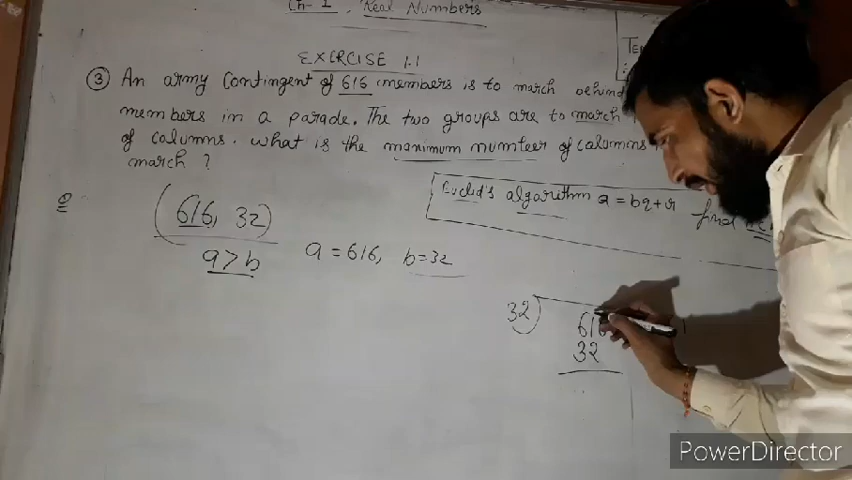 Ch-1, Real Numbers
EXERCISE 1.1
③ An army contingent of 616 members is to march behind
members in a parade. The two groups are to march
of columns. What is the maximum number of columns
march ?
Euclid's algorithm a = bq+r find
(616, 32)
a > b
a = 616, b = 32
32) 616
32
PowerDirector